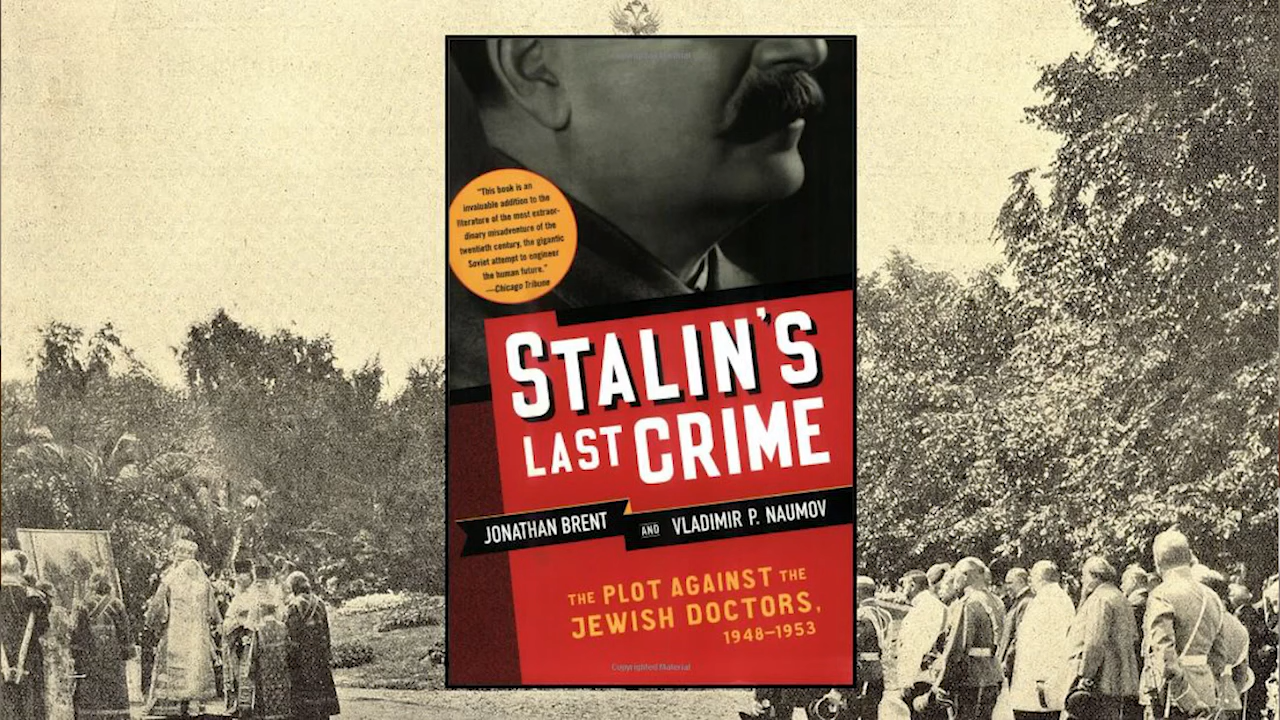 "This book is an
invaluable addition to the
literature of the most extraor-
dinary misadventure of the
twentieth century, the gigantic
Soviet attempt to engineer
the human future."
—Chicago Tribune
STALIN'S
LAST CRIME
JONATHAN BRENT AND VLADIMIR P. NAUMOV
THE PLOT AGAINST THE
JEWISH DOCTORS,
1948–1953
Copyrighted Material